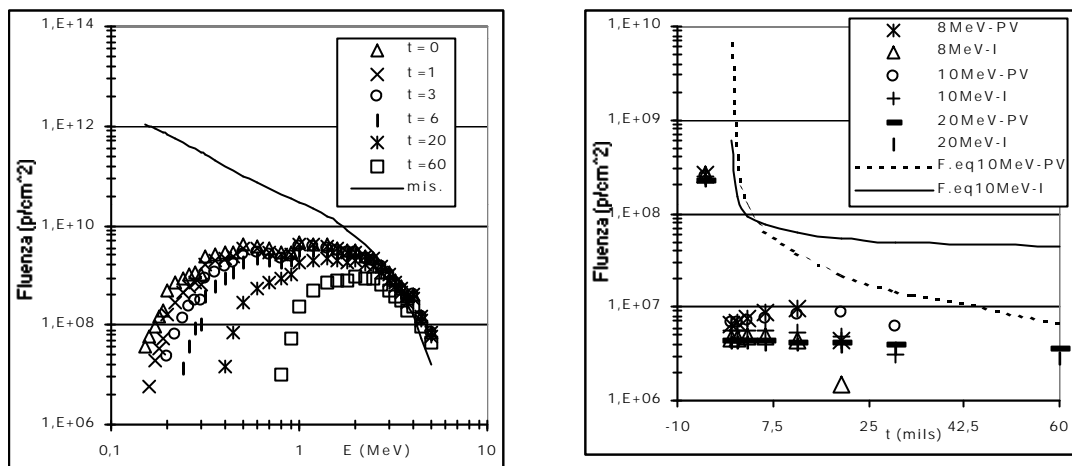 1,E+14
1,E+12
1,E+10
1,E+08
1,E+06
Fluenza (p/cm^2)
0,1
1
10
E (MeV)
t=0
t=1
t=3
t=6
t=20
t=60
mis.
1,E+10
1,E+09
1,E+08
1,E+07
1,E+06
Fluenza (p/cm^2)
-10
7,5
25
42,5
60
t (mils)
8MeV-PV
8MeV-I
10MeV-PV
10MeV-I
20MeV-PV
20MeV-I
F.eq10MeV-PV
F.eq10MeV-I